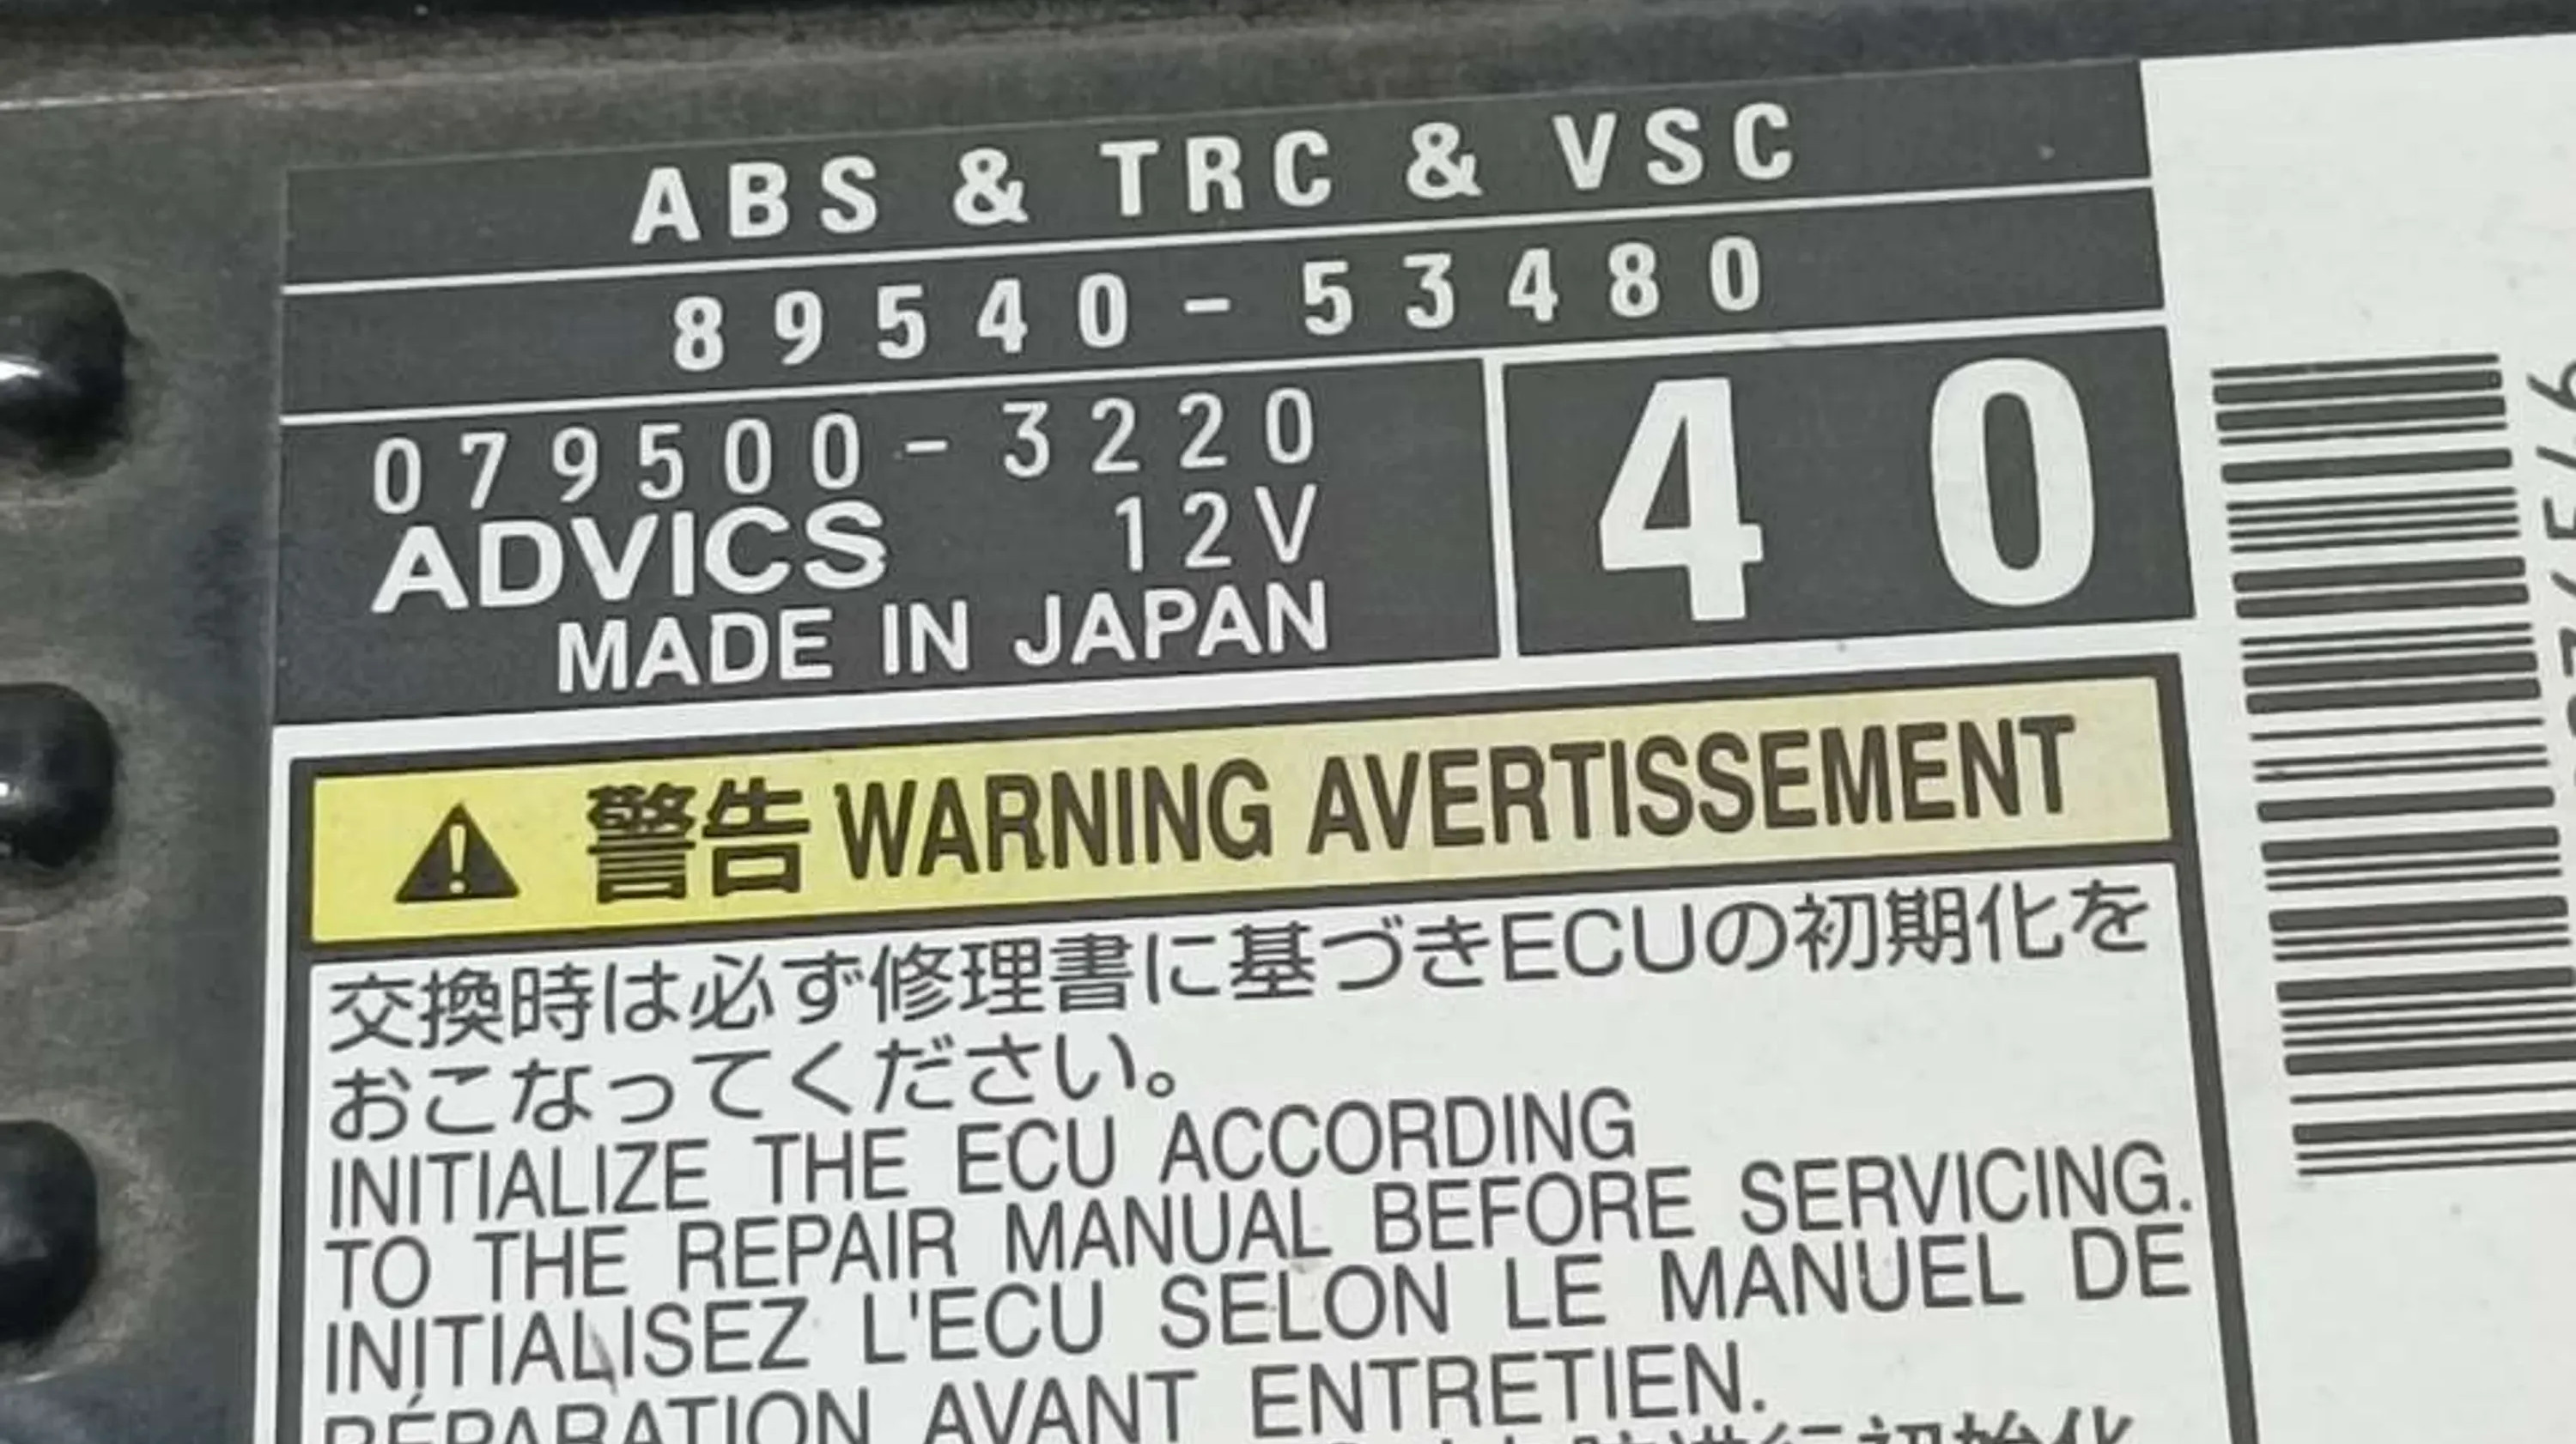 ABS & TRC & VSC
89540-53480
079500-3220
ADVICS 12V
MADE IN JAPAN
40
警告 WARNING AVERTISSEMENT
交換時は必ず修理書に基づきECUの初期化を
おこなってください。
INITIALIZE THE ECU ACCORDING
TO THE REPAIR MANUAL BEFORE SERVICING.
INITIALISEZ L'ECU SELON LE MANUEL DE
RÉPARATION AVANT ENTRETIEN.